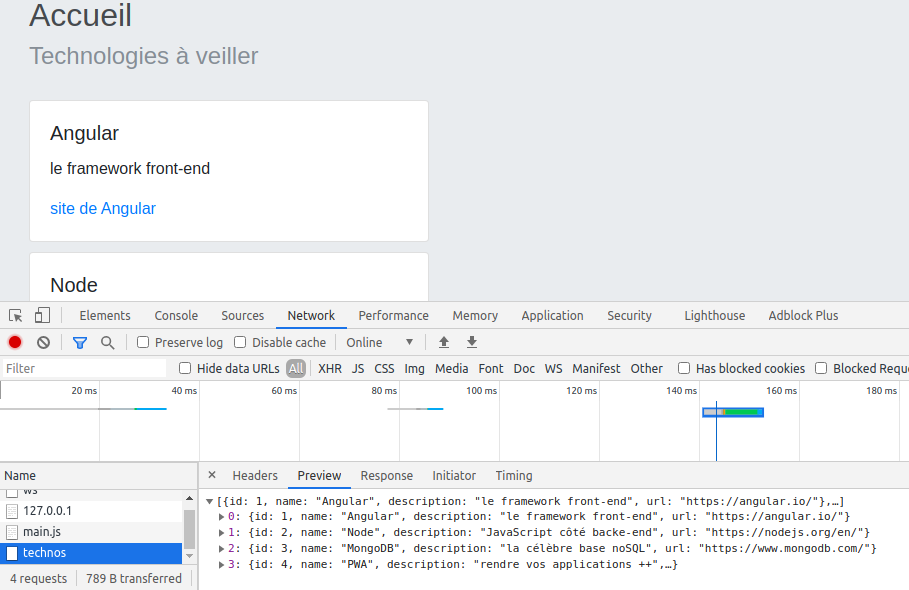 Accueil
Technologies à veiller
Angular
le framework front-end
site de Angular
Node
Elements Console Sources Network Performance Memory Application Security Lighthouse Adblock Plus
Preserve log Disable cache Online
Filter Hide data URLs All XHR JS CSS Img Media Font Doc WS Manifest Other Has blocked cookies Blocked Reque
20 ms 40 ms 60 ms 80 ms 100 ms 120 ms 140 ms 160 ms 180 ms
Name × Headers Preview Response Initiator Timing
ws
127.0.0.1
main.js
technos
4 requests 789 B transferred
[{id: 1, name: "Angular", description: "le framework front-end", url: "https://angular.io/"},…]
0: {id: 1, name: "Angular", description: "le framework front-end", url: "https://angular.io/"}
1: {id: 2, name: "Node", description: "JavaScript côté backe-end", url: "https://nodejs.org/en/"}
2: {id: 3, name: "MongoDB", description: "la célèbre base noSQL", url: "https://www.mongodb.com/"}
3: {id: 4, name: "PWA", description: "rendre vos applications ++",…}